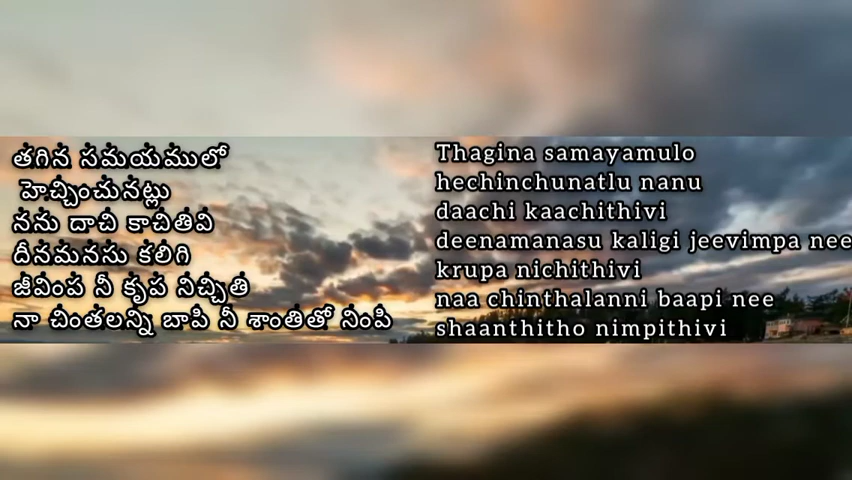 తగిన సమయములో
హెచ్చించునట్లు
నను దాచి కాచితివి
దీనమనసు కలిగి
జీవింప నీ కృప నిచ్చితి
నా చింతలన్ని బాపి నీ శాంతితో నింపి
Thagina samayamulo
hechinchunatlu nanu
daachi kaachithivi
deenamanasu kaligi jeevimpa nee
krupa nichithivi
naa chinthalanni baapi nee
shaanthitho nimpithivi